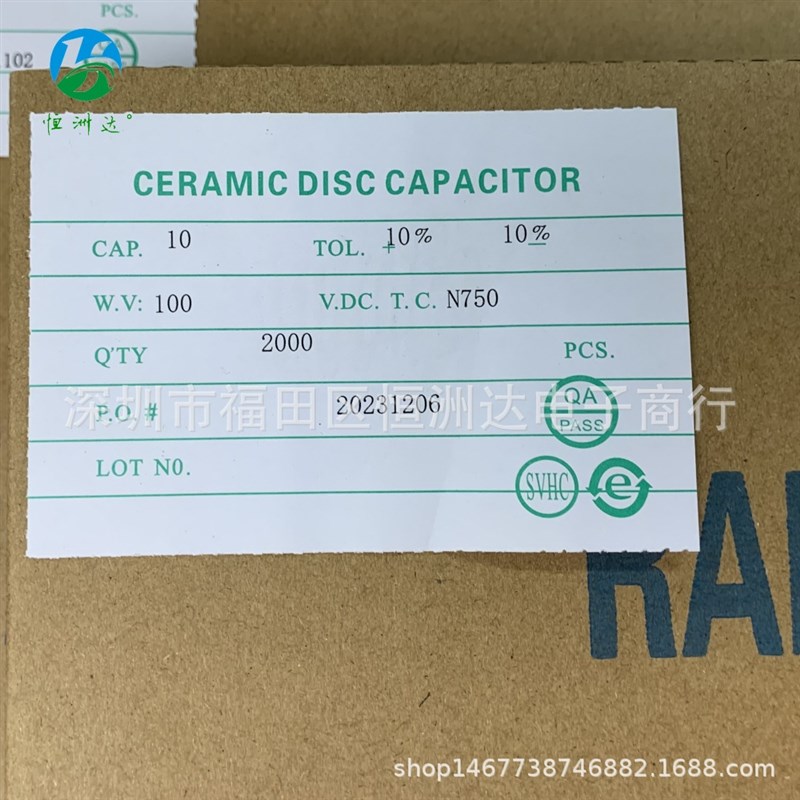 PCS.
102
QA
恒洲达®
CERAMIC DISC CAPACITOR
CAP. 10 TOL. + 10% 10%
W.V: 100 V.DC. T. C. N750
Q'TY 2000 PCS.
深圳市福田区恒洲达电子商行
P.O. # 20231206
QA
PASS
LOT NO.
SVHC e
RA
shop1467738746882.1688.com